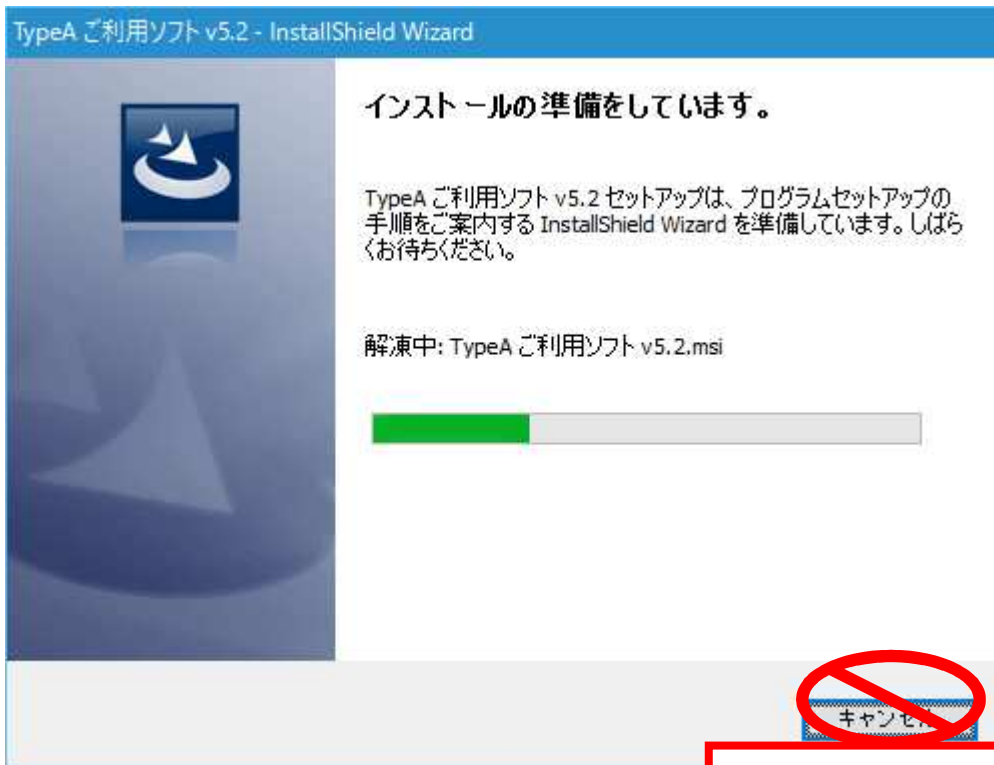 TypeA ご利用ソフト v5.2 - InstallShield Wizard
インストールの準備をしています。
TypeA ご利用ソフト v5.2 セットアップは、プログラムセットアップの
手順をご案内する InstallShield Wizard を準備しています。しばら
くお待ちください。
解凍中: TypeA ご利用ソフト v5.2.msi
キャンセル